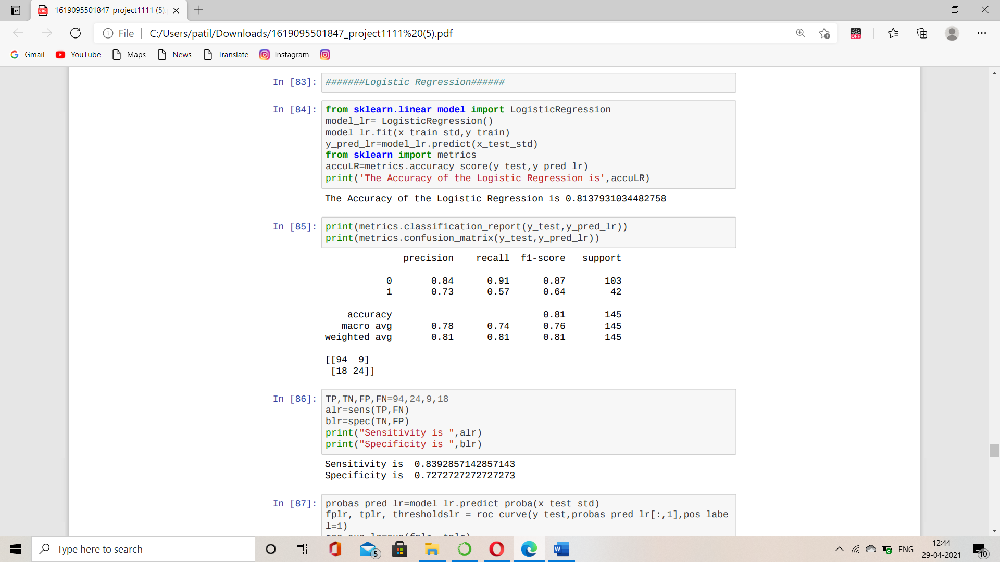 1619095501847_project1111 (5).
File | C:/Users/patil/Downloads/1619095501847_project1111%20(5).pdf
OFF
Gmail YouTube Maps News Translate Instagram
In [83]: #######Logistic Regression######
In [84]: from sklearn.linear_model import LogisticRegression
model_lr= LogisticRegression()
model_lr.fit(x_train_std,y_train)
y_pred_lr=model_lr.predict(x_test_std)
from sklearn import metrics
accuLR=metrics.accuracy_score(y_test,y_pred_lr)
print('The Accuracy of the Logistic Regression is',accuLR)
The Accuracy of the Logistic Regression is 0.8137931034482758
In [85]: print(metrics.classification_report(y_test,y_pred_lr))
print(metrics.confusion_matrix(y_test,y_pred_lr))
precision recall f1-score support
0 0.84 0.91 0.87 103
1 0.73 0.57 0.64 42
accuracy 0.81 145
macro avg 0.78 0.74 0.76 145
weighted avg 0.81 0.81 0.81 145
[[94 9]
[18 24]]
In [86]: TP,TN,FP,FN=94,24,9,18
alr=sens(TP,FN)
blr=spec(TN,FP)
print("Sensitivity is ",alr)
print("Specificity is ",blr)
Sensitivity is 0.8392857142857143
Specificity is 0.7272727272727273
In [87]: probas_pred_lr=model_lr.predict_proba(x_test_std)
fplr, tplr, thresholdslr = roc_curve(y_test,probas_pred_lr[:,1],pos_labe
l=1)
Type here to search
5
ENG
12:44
29-04-2021
10